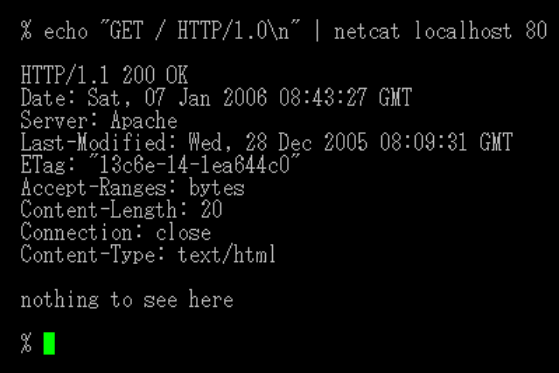 % echo "GET / HTTP/1.0\n" | netcat localhost 80
HTTP/1.1 200 OK
Date: Sat, 07 Jan 2006 08:43:27 GMT
Server: Apache
Last-Modified: Wed, 28 Dec 2005 08:09:31 GMT
ETag: "13c6e-14-1ea644c0"
Accept-Ranges: bytes
Content-Length: 20
Connection: close
Content-Type: text/html
nothing to see here
%